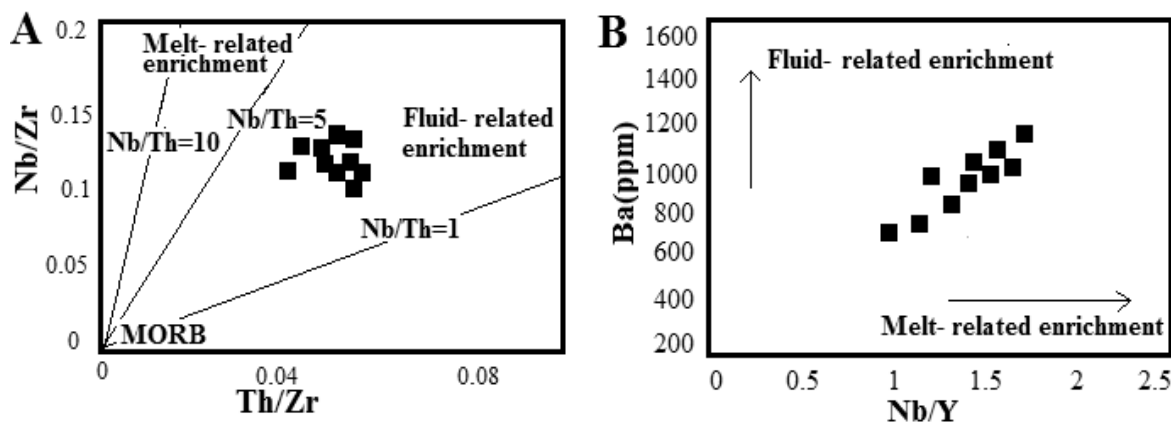 A
Nb/Zr
0.2
0.15
0.1
0.05
0
Melt- related
enrichment
Nb/Th=10
Nb/Th=5
Fluid- related
enrichment
Nb/Th=1
MORB
0
0.04
0.08
Th/Zr
B
Ba(ppm)
1600
1400
1200
1000
800
600
400
200
Fluid- related enrichment
Melt- related enrichment
0
0.5
1
1.5
2
2.5
Nb/Y